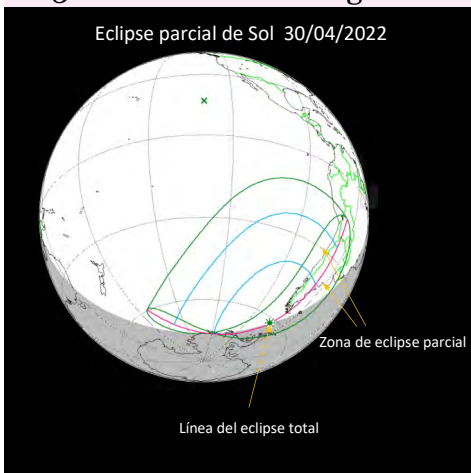 Eclipse parcial de Sol 30/04/2022
Zona de eclipse parcial
Línea del eclipse total